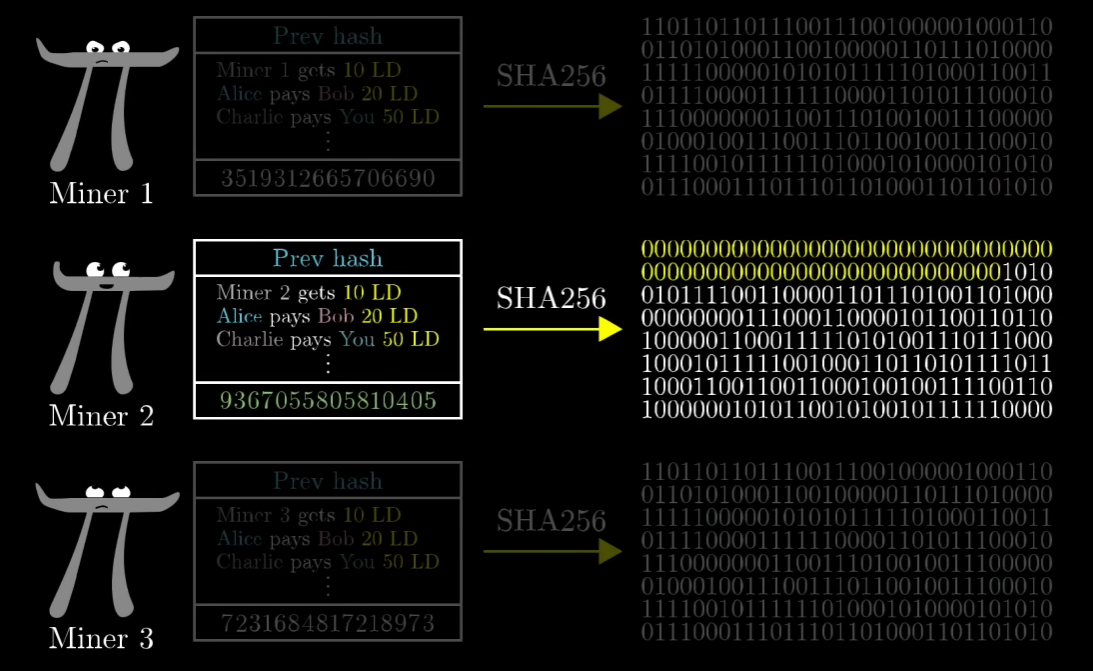 Miner 1
Prev hash
Miner 1 gets 10 LD
Alice pays Bob 20 LD
Charlie pays You 50 LD
⋮
3519312665706690
SHA256
11011011011100111001000001000110
01101010001100100000110111010000
11111000001010101111101000110011
01111000011111100001101011100010
11100000001100111010010011100000
01000100111001110110010011100010
11110010111111010001010000101010
01110001110111011010001101101010
Miner 2
Prev hash
Miner 2 gets 10 LD
Alice pays Bob 20 LD
Charlie pays You 50 LD
⋮
9367055805810405
SHA256
00000000000000000000000000000000
00000000000000000000000000001010
01011110011000011011101001101000
00000000111000110000101100110110
10000011000111110101001110111000
10001011111001000110110101111011
10001100110011000100100111100110
10000001010110010100101111110000
Miner 3
Prev hash
Miner 3 gets 10 LD
Alice pays Bob 20 LD
Charlie pays You 50 LD
⋮
7231684817218973
SHA256
11011011011100111001000001000110
01101010001100100000110111010000
11111000001010101111101000110011
01111000011111100001101011100010
11100000001100111010010011100000
01000100111001110110010011100010
11110010111111010001010000101010
01110001110111011010001101101010